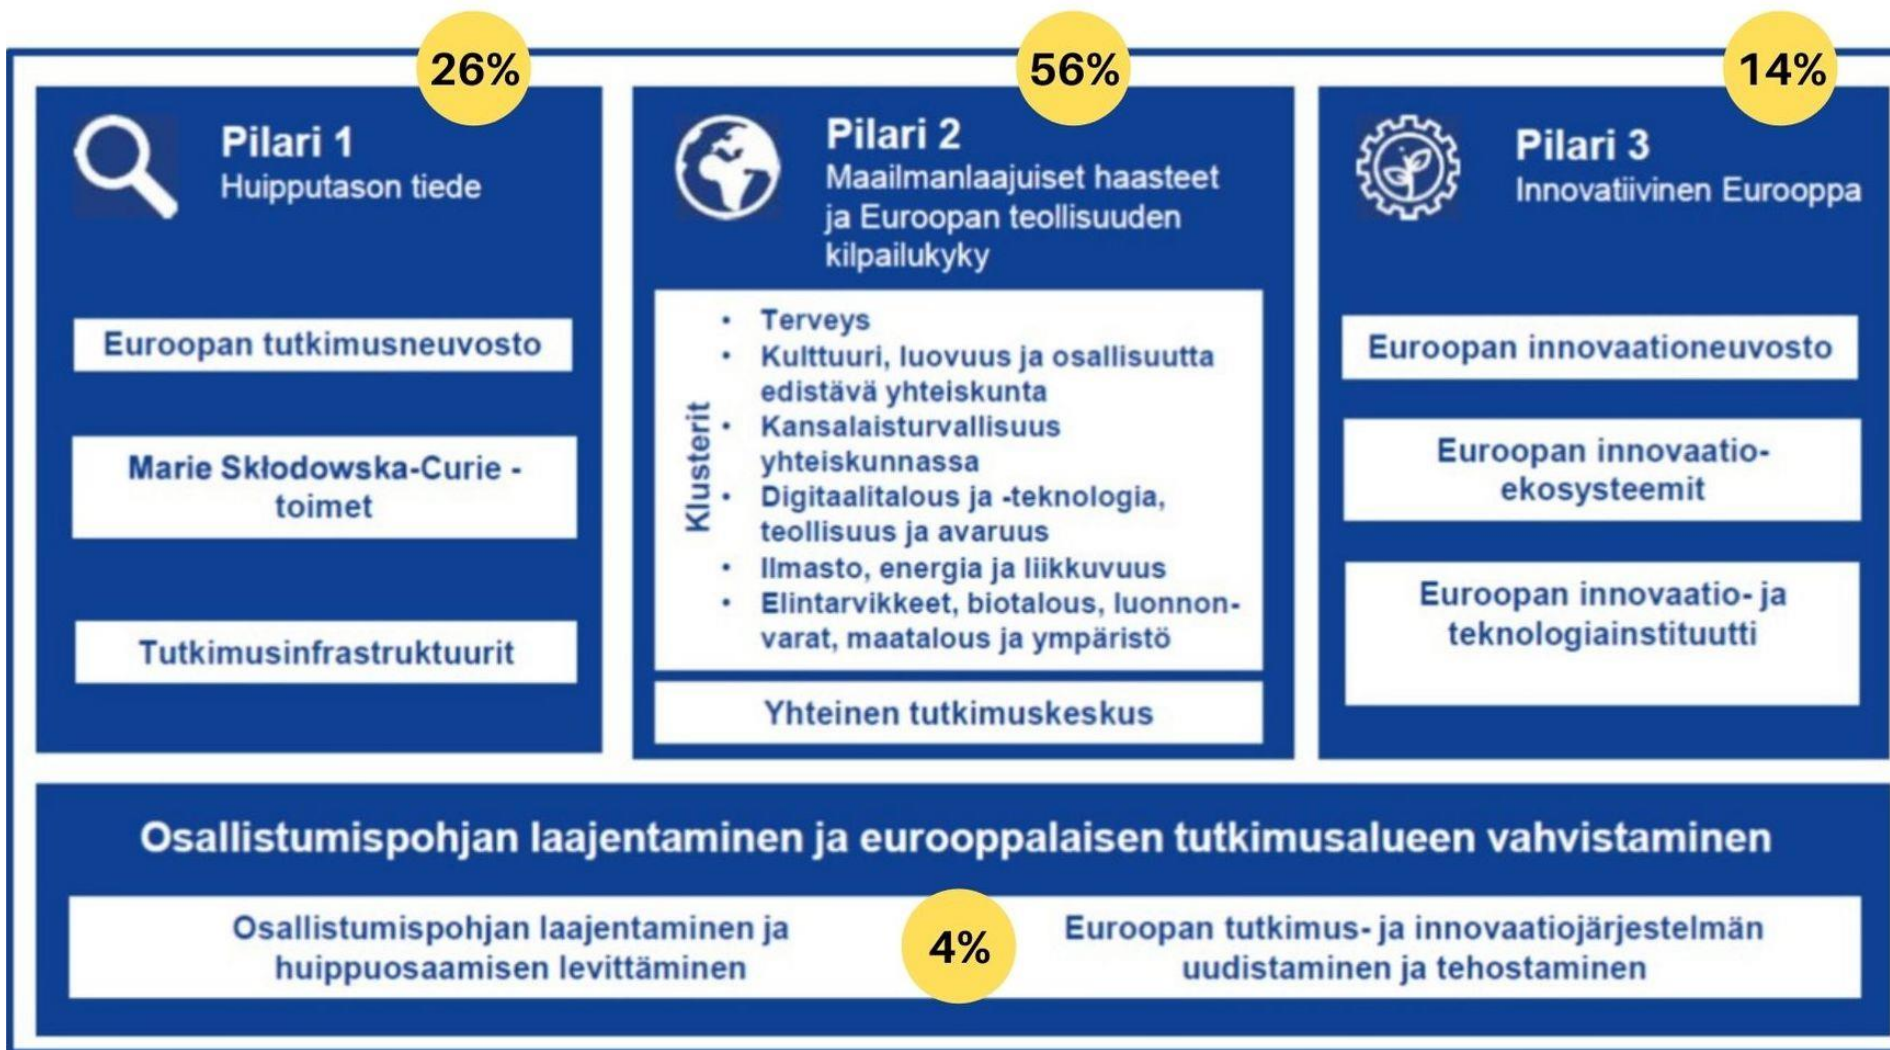 26%
Pilari 1
Huipputason tiede
Euroopan tutkimusneuvosto
Marie Skłodowska-Curie -
toimet
Tutkimusinfrastruktuurit
56%
Pilari 2
Maailmanlaajuiset haasteet
ja Euroopan teollisuuden
kilpailukyky
Klusterit
• Terveys
• Kulttuuri, luovuus ja osallisuutta
edistävä yhteiskunta
• Kansalaisturvallisuus
yhteiskunnassa
• Digitaalitalous ja -teknologia,
teollisuus ja avaruus
• Ilmasto, energia ja liikkuvuus
• Elintarvikkeet, biotalous, luonnon-
varat, maatalous ja ympäristö
Yhteinen tutkimuskeskus
14%
Pilari 3
Innovatiivinen Eurooppa
Euroopan innovaationeuvosto
Euroopan innovaatio-
ekosysteemit
Euroopan innovaatio- ja
teknologiainstituutti
Osallistumispohjan laajentaminen ja eurooppalaisen tutkimusalueen vahvistaminen
Osallistumispohjan laajentaminen ja
huippuosaamisen levittäminen
4%
Euroopan tutkimus- ja innovaatiojärjestelmän
uudistaminen ja tehostaminen